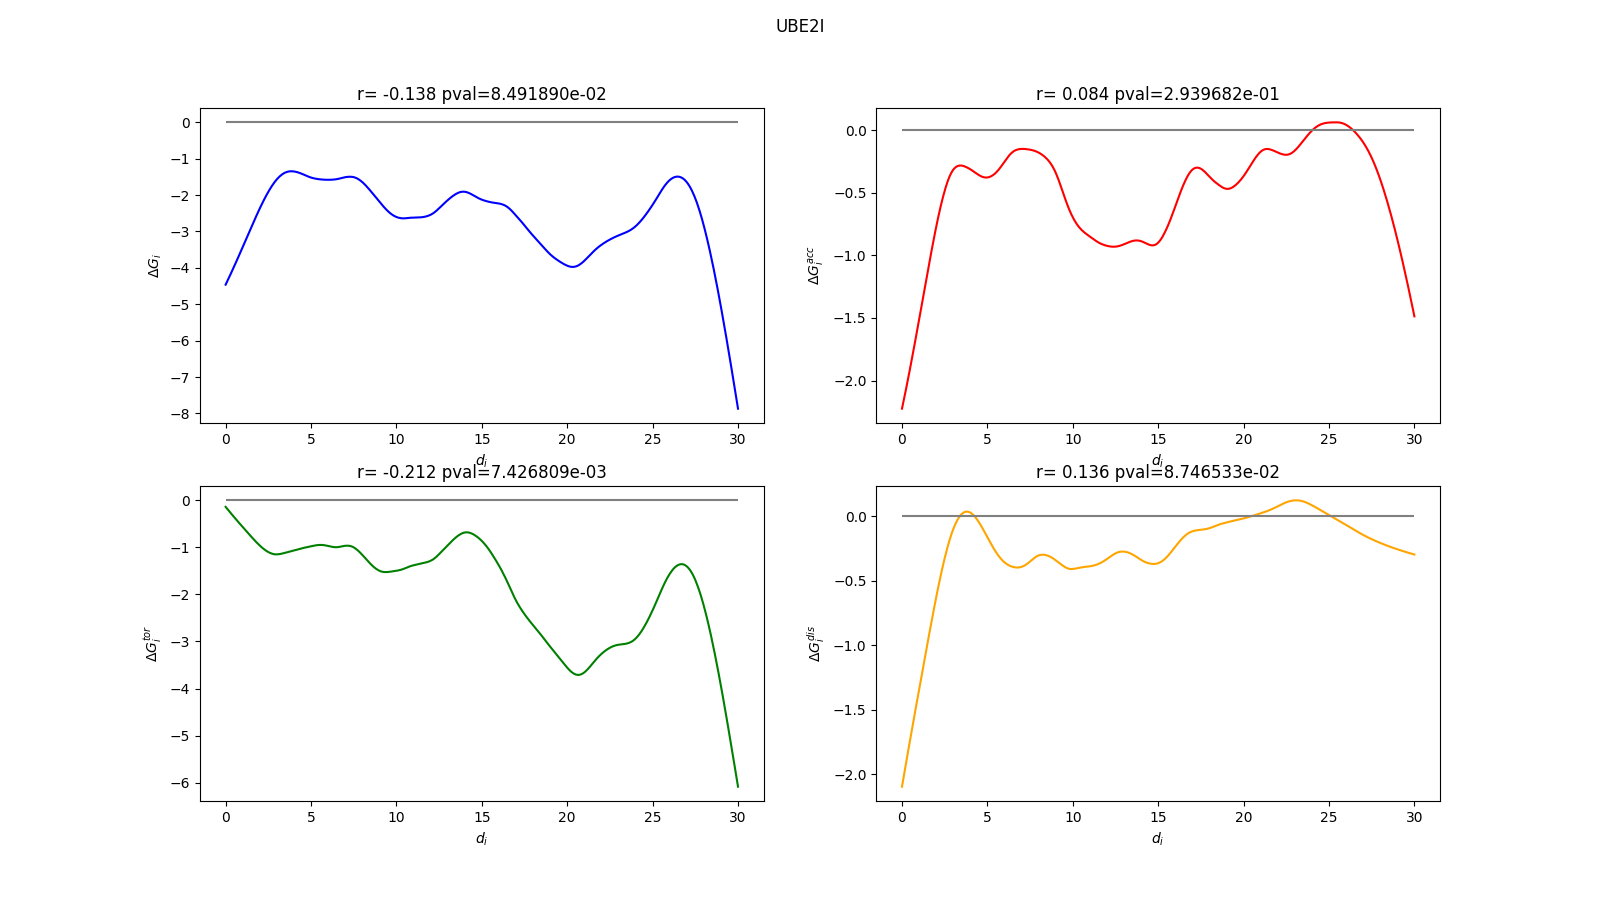 UBE2I
r= -0.138 pval=8.491890e-02
0
−1
−2
−3
−4
−5
−6
−7
−8
ΔG_i
0 5 10 15 20 25 30
d_i
r= 0.084 pval=2.939682e-01
0.0
−0.5
−1.0
−1.5
−2.0
ΔG_i^acc
0 5 10 15 20 25 30
d_i
r= -0.212 pval=7.426809e-03
0
−1
−2
−3
−4
−5
−6
ΔG_i^tor
0 5 10 15 20 25 30
d_i
r= 0.136 pval=8.746533e-02
0.0
−0.5
−1.0
−1.5
−2.0
ΔG_i^dis
0 5 10 15 20 25 30
d_i